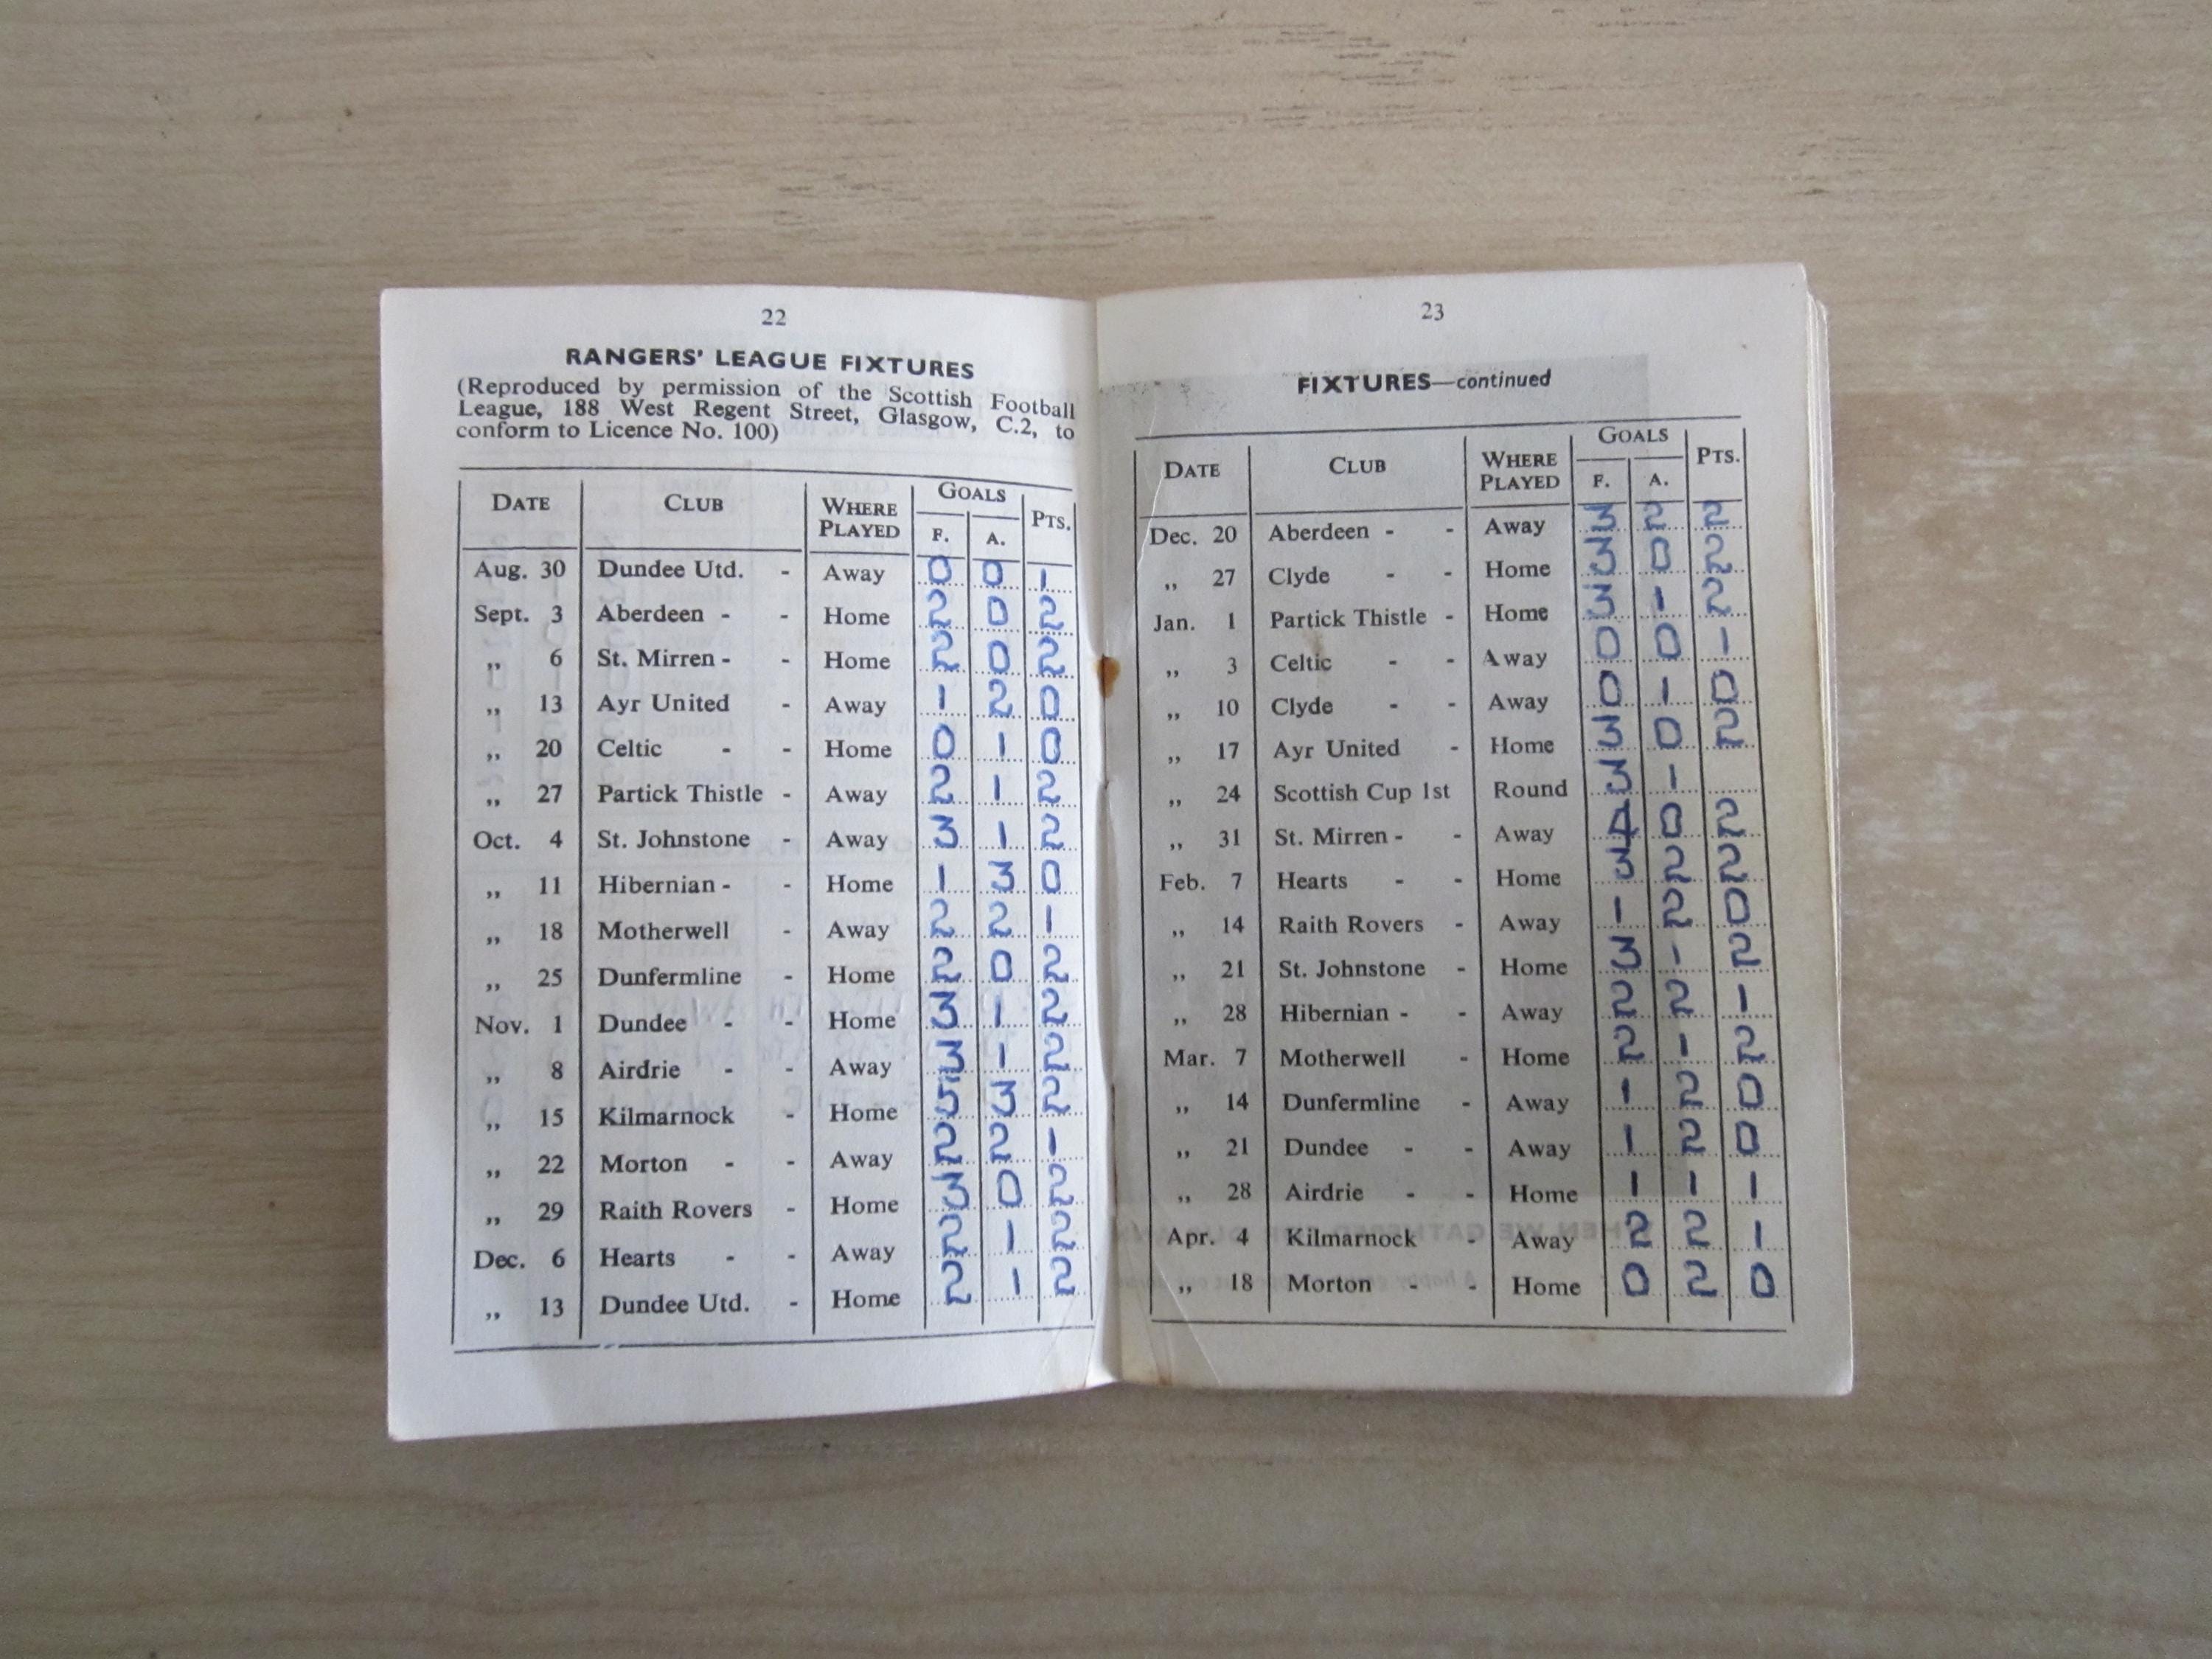 22
RANGERS' LEAGUE FIXTURES
(Reproduced by permission of the Scottish Football
League, 188 West Regent Street, Glasgow, C.2, to
conform to Licence No. 100)
DATE CLUB WHERE PLAYED GOALS F. A. PTS.
Aug. 30 Dundee Utd. - Away 0 0 1
Sept. 3 Aberdeen - - Home 2 0 2
,, 6 St. Mirren - - Home 2 0 2
,, 13 Ayr United - Away 1 2 0
,, 20 Celtic - - Home 0 1 0
,, 27 Partick Thistle - Away 2 1 2
Oct. 4 St. Johnstone - Away 3 1 2
,, 11 Hibernian - - Home 1 3 0
,, 18 Motherwell - Away 2 2 1
,, 25 Dunfermline - Home 2 0 2
Nov. 1 Dundee - - Home 3 1 2
,, 8 Airdrie - - Away 3 1 2
,, 15 Kilmarnock - Home 5 3 2
,, 22 Morton - - Away 2 2 1
,, 29 Raith Rovers - Home 3 0 2
Dec. 6 Hearts - - Away 2 1 2
,, 13 Dundee Utd. - Home 2 1 2
23
FIXTURES—continued
DATE CLUB WHERE PLAYED GOALS F. A. PTS.
Dec. 20 Aberdeen - - Away 3 2 2
,, 27 Clyde - - Home 3 0 2
Jan. 1 Partick Thistle - Home 3 1 2
,, 3 Celtic - - Away 0 0 1
,, 10 Clyde - - Away 0 1 0
,, 17 Ayr United - Home 3 0 2
,, 24 Scottish Cup 1st Round 3 1
,, 31 St. Mirren - - Away 4 0 2
Feb. 7 Hearts - - Home 3 2 2
,, 14 Raith Rovers - Away 1 2 0
,, 21 St. Johnstone - Home 3 1 2
,, 28 Hibernian - - Away 2 2 1
Mar. 7 Motherwell - Home 2 1 2
,, 14 Dunfermline - Away 1 2 0
,, 21 Dundee - - Away 1 2 0
,, 28 Airdrie - - Home 1 1 1
Apr. 4 Kilmarnock - Away 2 2 1
,, 18 Morton - - Home 0 2 0